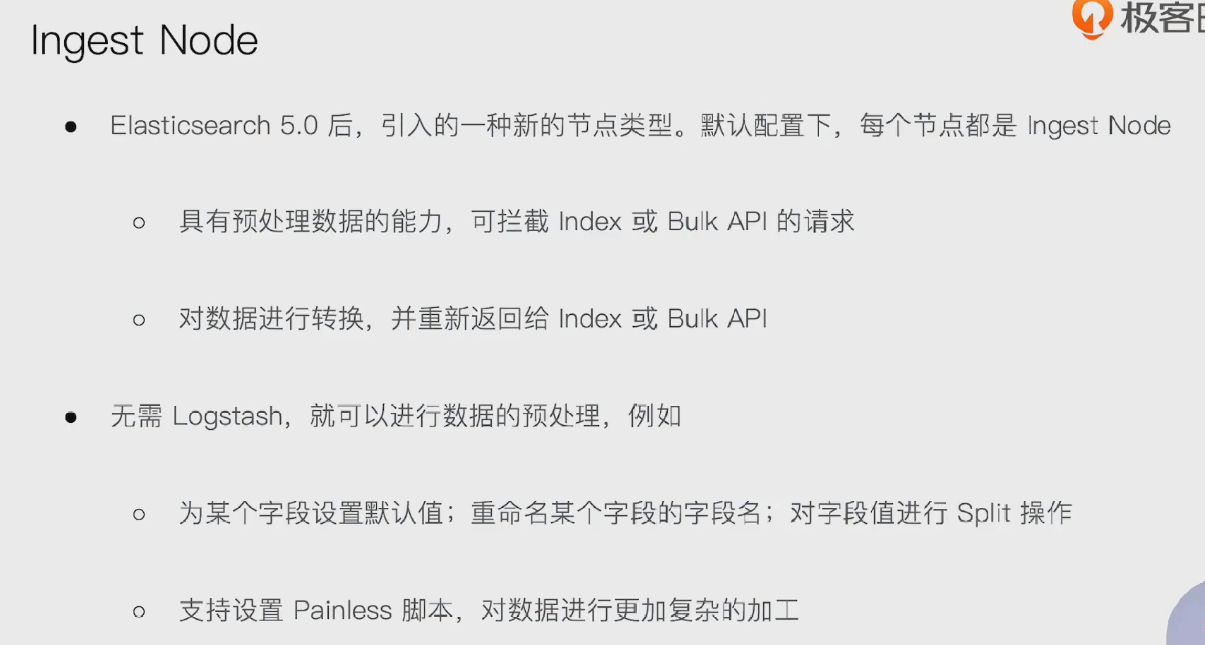 Ingest Node
极客
● Elasticsearch 5.0 后，引入的一种新的节点类型。默认配置下，每个节点都是 Ingest Node
○ 具有预处理数据的能力，可拦截 Index 或 Bulk API 的请求
○ 对数据进行转换，并重新返回给 Index 或 Bulk API
● 无需 Logstash，就可以进行数据的预处理，例如
○ 为某个字段设置默认值；重命名某个字段的字段名；对字段值进行 Split 操作
○ 支持设置 Painless 脚本，对数据进行更加复杂的加工